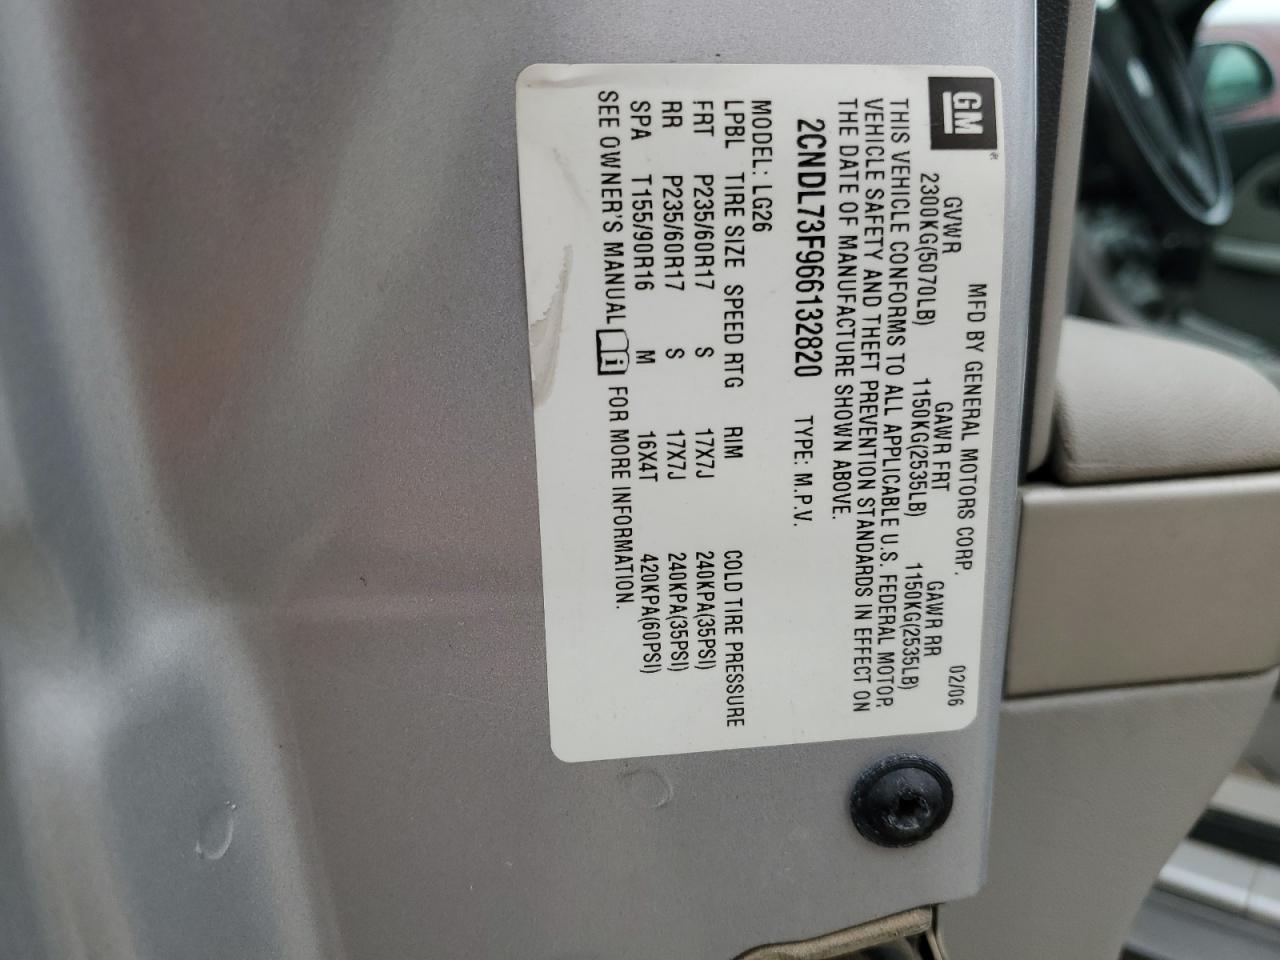 GM®
MFD BY GENERAL MOTORS CORP. 02/06
GVWR GAWR FRT GAWR RR
2300KG(5070LB) 1150KG(2535LB) 1150KG(2535LB)
THIS VEHICLE CONFORMS TO ALL APPLICABLE U.S. FEDERAL MOTOR
VEHICLE SAFETY AND THEFT PREVENTION STANDARDS IN EFFECT ON
THE DATE OF MANUFACTURE SHOWN ABOVE.
2CNDL73F966132820 TYPE: M.P.V.
MODEL: LG26
LPBL TIRE SIZE SPEED RTG RIM COLD TIRE PRESSURE
FRT P235/60R17 S 17X7J 240KPA(35PSI)
RR P235/60R17 S 17X7J 240KPA(35PSI)
SPA T155/90R16 M 16X4T 420KPA(60PSI)
SEE OWNER'S MANUAL i FOR MORE INFORMATION.